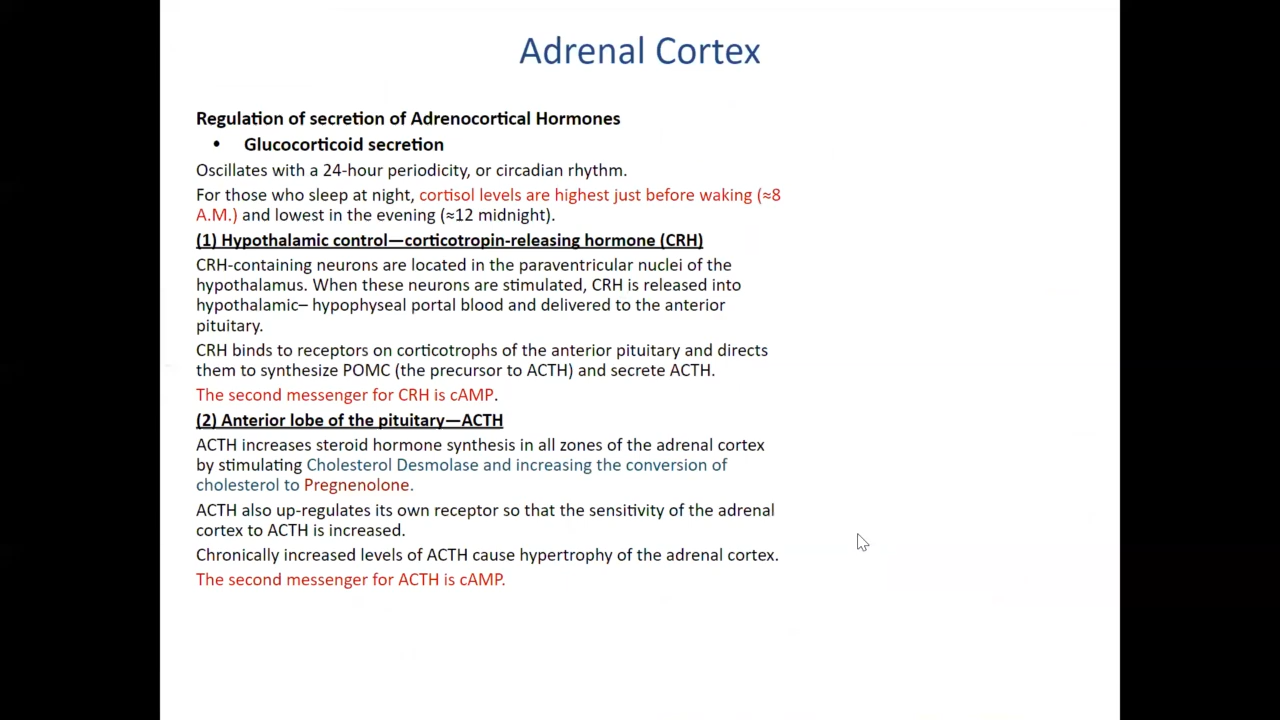 Adrenal Cortex
Regulation of secretion of Adrenocortical Hormones
• Glucocorticoid secretion
Oscillates with a 24-hour periodicity, or circadian rhythm.
For those who sleep at night, cortisol levels are highest just before waking (≈8
A.M.) and lowest in the evening (≈12 midnight).
(1) Hypothalamic control—corticotropin-releasing hormone (CRH)
CRH-containing neurons are located in the paraventricular nuclei of the
hypothalamus. When these neurons are stimulated, CRH is released into
hypothalamic– hypophyseal portal blood and delivered to the anterior
pituitary.
CRH binds to receptors on corticotrophs of the anterior pituitary and directs
them to synthesize POMC (the precursor to ACTH) and secrete ACTH.
The second messenger for CRH is cAMP.
(2) Anterior lobe of the pituitary—ACTH
ACTH increases steroid hormone synthesis in all zones of the adrenal cortex
by stimulating Cholesterol Desmolase and increasing the conversion of
cholesterol to Pregnenolone.
ACTH also up-regulates its own receptor so that the sensitivity of the adrenal
cortex to ACTH is increased.
Chronically increased levels of ACTH cause hypertrophy of the adrenal cortex.
The second messenger for ACTH is cAMP.